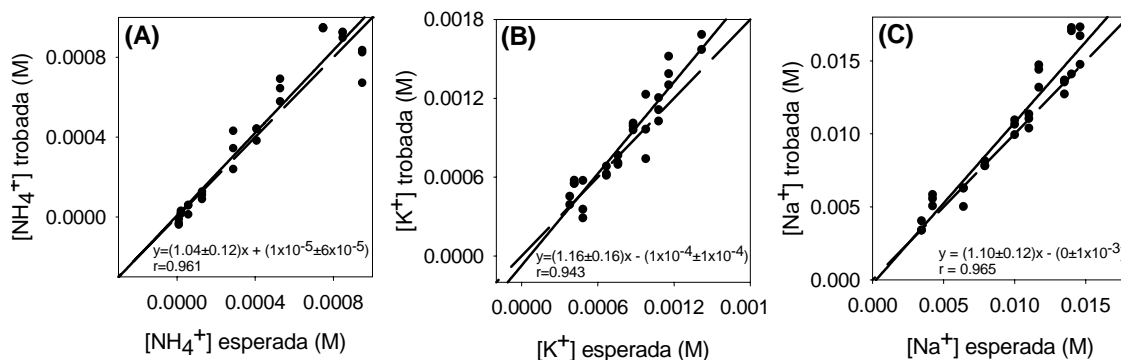 (A)
[NH4+] trobada (M)
0.0008
0.0004
0.0000
y=(1.04±0.12)x + (1x10-5±6x10-5)
r=0.961
0.0000 0.0004 0.0008
[NH4+] esperada (M)
(B)
[K+] trobada (M)
0.0018
0.0012
0.0006
0.0000
y=(1.16±0.16)x - (1x10-4±1x10-4)
r=0.943
0.0000 0.0006 0.0012 0.001
[K+] esperada (M)
(C)
[Na+] trobada (M)
0.015
0.010
0.005
0.000
y = (1.10±0.12)x - (0±1x10-3)
r = 0.965
0.000 0.005 0.010 0.015
[Na+] esperada (M)